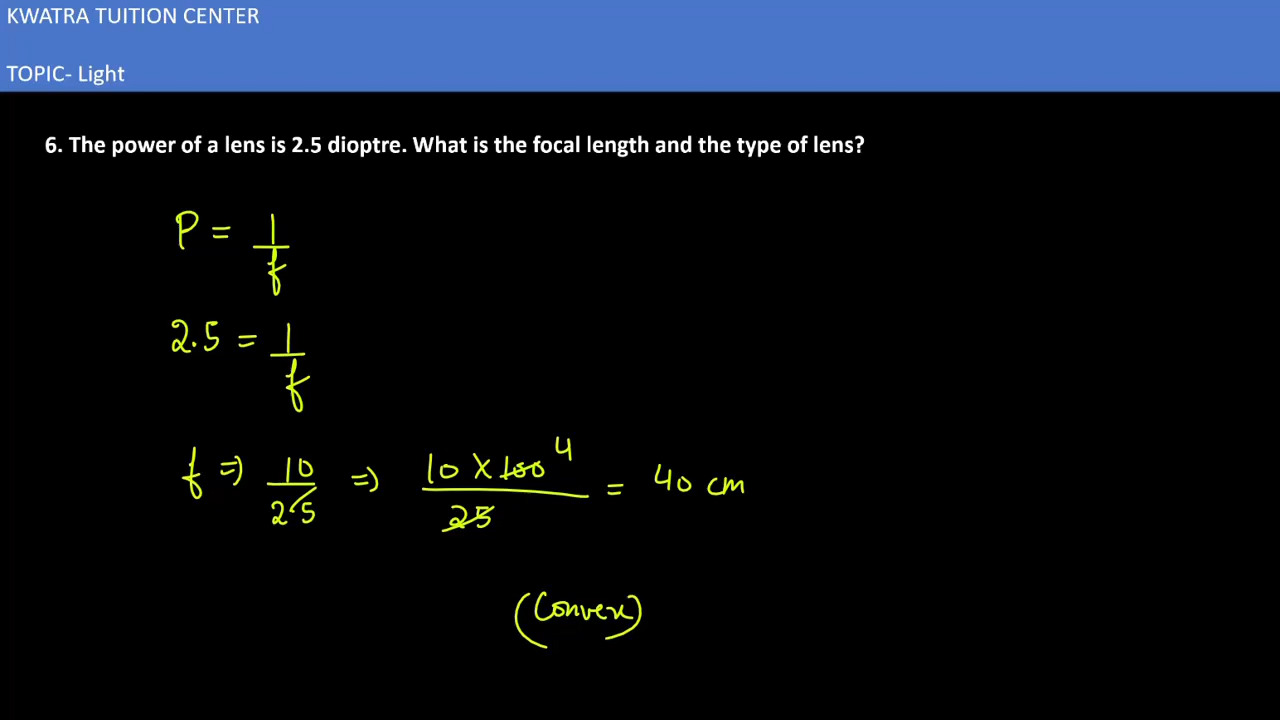 KWATRA TUITION CENTER
TOPIC- Light
6. The power of a lens is 2.5 dioptre. What is the focal length and the type of lens?
P = 1/f
2.5 = 1/f
f => 10/25 => 10 X 100 4/25 = 40 cm
(Convex)